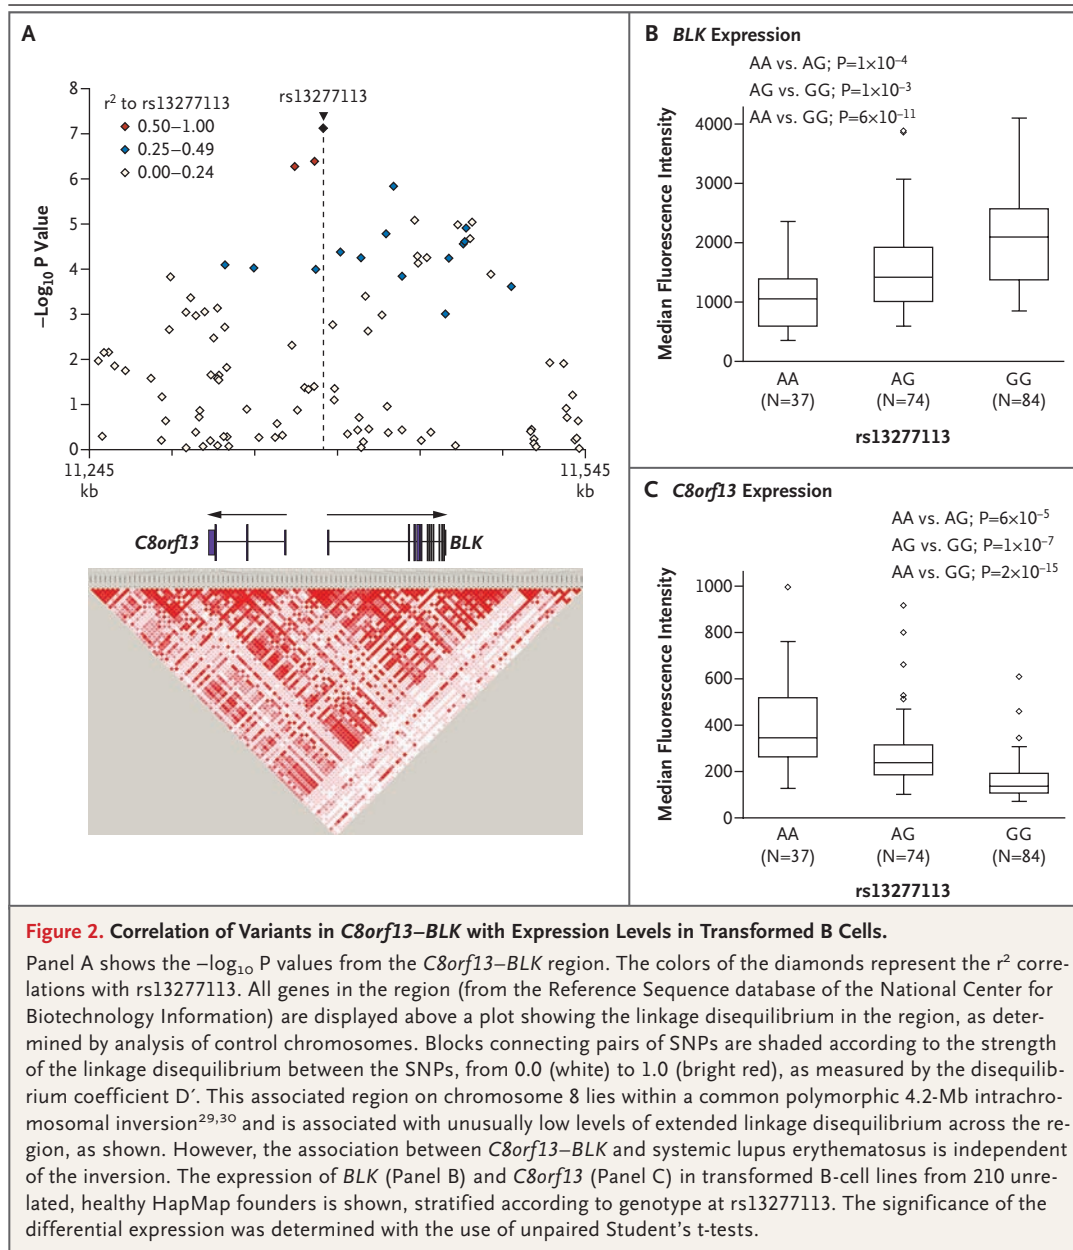 A
8
7
6
5
4
3
2
1
0
–Log₁₀ P Value
r² to rs13277113
0.50–1.00
0.25–0.49
0.00–0.24
rs13277113
11,245
kb
11,545
kb
C8orf13
BLK
B BLK Expression
AA vs. AG; P=1×10⁻⁴
AG vs. GG; P=1×10⁻³
AA vs. GG; P=6×10⁻¹¹
Median Fluorescence Intensity
4000
3000
2000
1000
0
AA
(N=37)
AG
(N=74)
GG
(N=84)
rs13277113
C C8orf13 Expression
AA vs. AG; P=6×10⁻⁵
AG vs. GG; P=1×10⁻⁷
AA vs. GG; P=2×10⁻¹⁵
Median Fluorescence Intensity
1000
800
600
400
200
0
AA
(N=37)
AG
(N=74)
GG
(N=84)
rs13277113
Figure 2. Correlation of Variants in C8orf13–BLK with Expression Levels in Transformed B Cells.
Panel A shows the –log₁₀ P values from the C8orf13–BLK region. The colors of the diamonds represent the r² corre-
lations with rs13277113. All genes in the region (from the Reference Sequence database of the National Center for
Biotechnology Information) are displayed above a plot showing the linkage disequilibrium in the region, as deter-
mined by analysis of control chromosomes. Blocks connecting pairs of SNPs are shaded according to the strength
of the linkage disequilibrium between the SNPs, from 0.0 (white) to 1.0 (bright red), as measured by the disequilib-
rium coefficient D´. This associated region on chromosome 8 lies within a common polymorphic 4.2-Mb intrachro-
mosomal inversion²⁹,³⁰ and is associated with unusually low levels of extended linkage disequilibrium across the re-
gion, as shown. However, the association between C8orf13–BLK and systemic lupus erythematosus is independent
of the inversion. The expression of BLK (Panel B) and C8orf13 (Panel C) in transformed B-cell lines from 210 unre-
lated, healthy HapMap founders is shown, stratified according to genotype at rs13277113. The significance of the
differential expression was determined with the use of unpaired Student's t-tests.